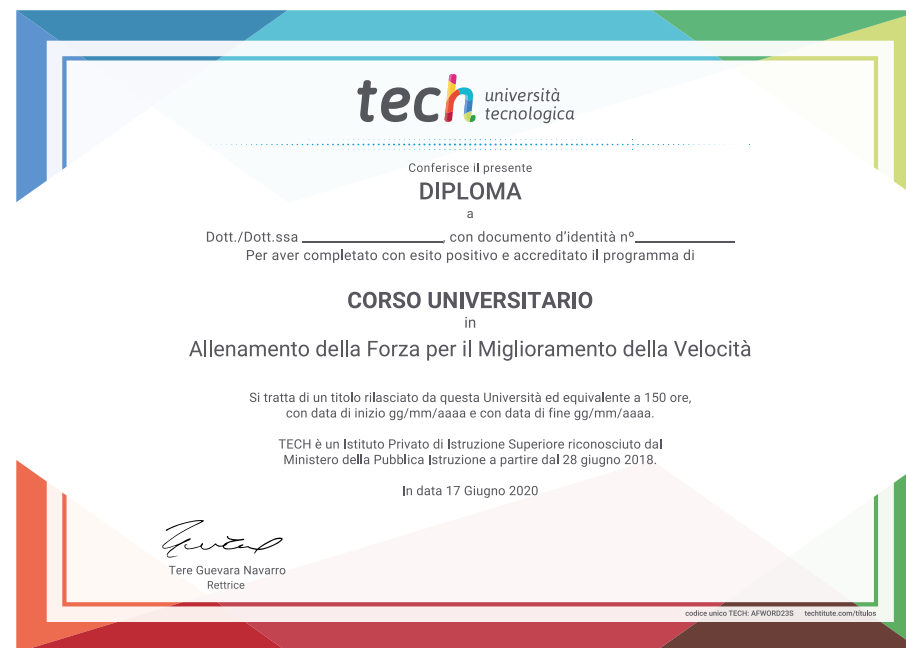 tech università
tecnologica
Conferisce il presente
DIPLOMA
a
Dott./Dott.ssa ________________, con documento d'identità nº____________
Per aver completato con esito positivo e accreditato il programma di
CORSO UNIVERSITARIO
in
Allenamento della Forza per il Miglioramento della Velocità
Si tratta di un titolo rilasciato da questa Università ed equivalente a 150 ore,
con data di inizio gg/mm/aaaa e con data di fine gg/mm/aaaa.
TECH è un Istituto Privato di Istruzione Superiore riconosciuto dal
Ministero della Pubblica Istruzione a partire dal 28 giugno 2018.
In data 17 Giugno 2020
Tere Guevara Navarro
Rettrice
codice unico TECH: AFWORD23S techtitute.com/titulos